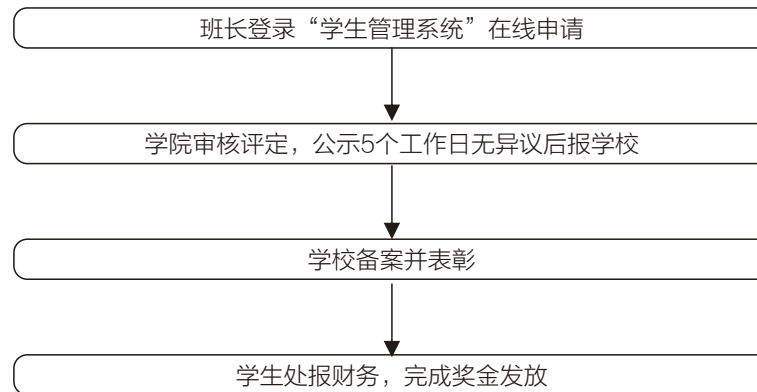 班长登录“学生管理系统”在线申请
学院审核评定，公示5个工作日无异议后报学校
学校备案并表彰
学生处报财务，完成奖金发放